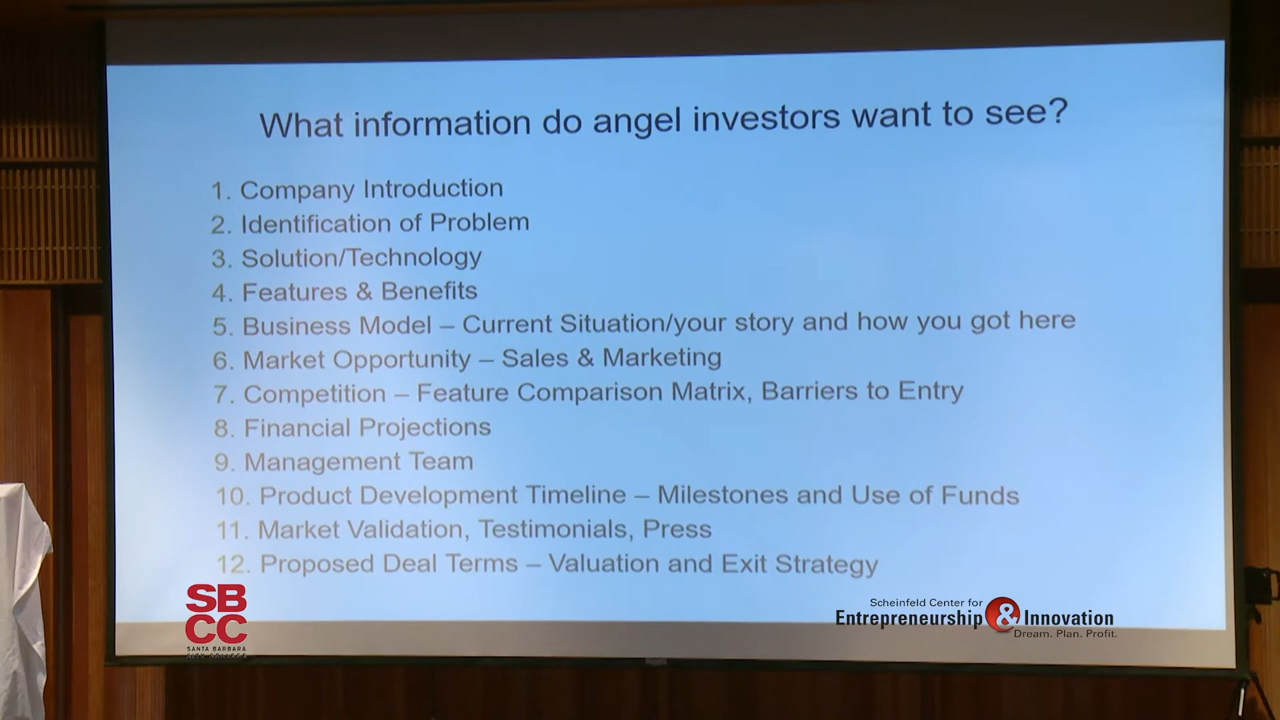 What information do angel investors want to see?
1. Company Introduction
2. Identification of Problem
3. Solution/Technology
4. Features & Benefits
5. Business Model – Current Situation/your story and how you got here
6. Market Opportunity – Sales & Marketing
7. Competition – Feature Comparison Matrix, Barriers to Entry
8. Financial Projections
9. Management Team
10. Product Development Timeline – Milestones and Use of Funds
11. Market Validation, Testimonials, Press
12. Proposed Deal Terms – Valuation and Exit Strategy
SB
CC
SANTA BARBARA
CITY COLLEGE
Scheinfeld Center for
Entrepreneurship & Innovation
Dream. Plan. Profit.